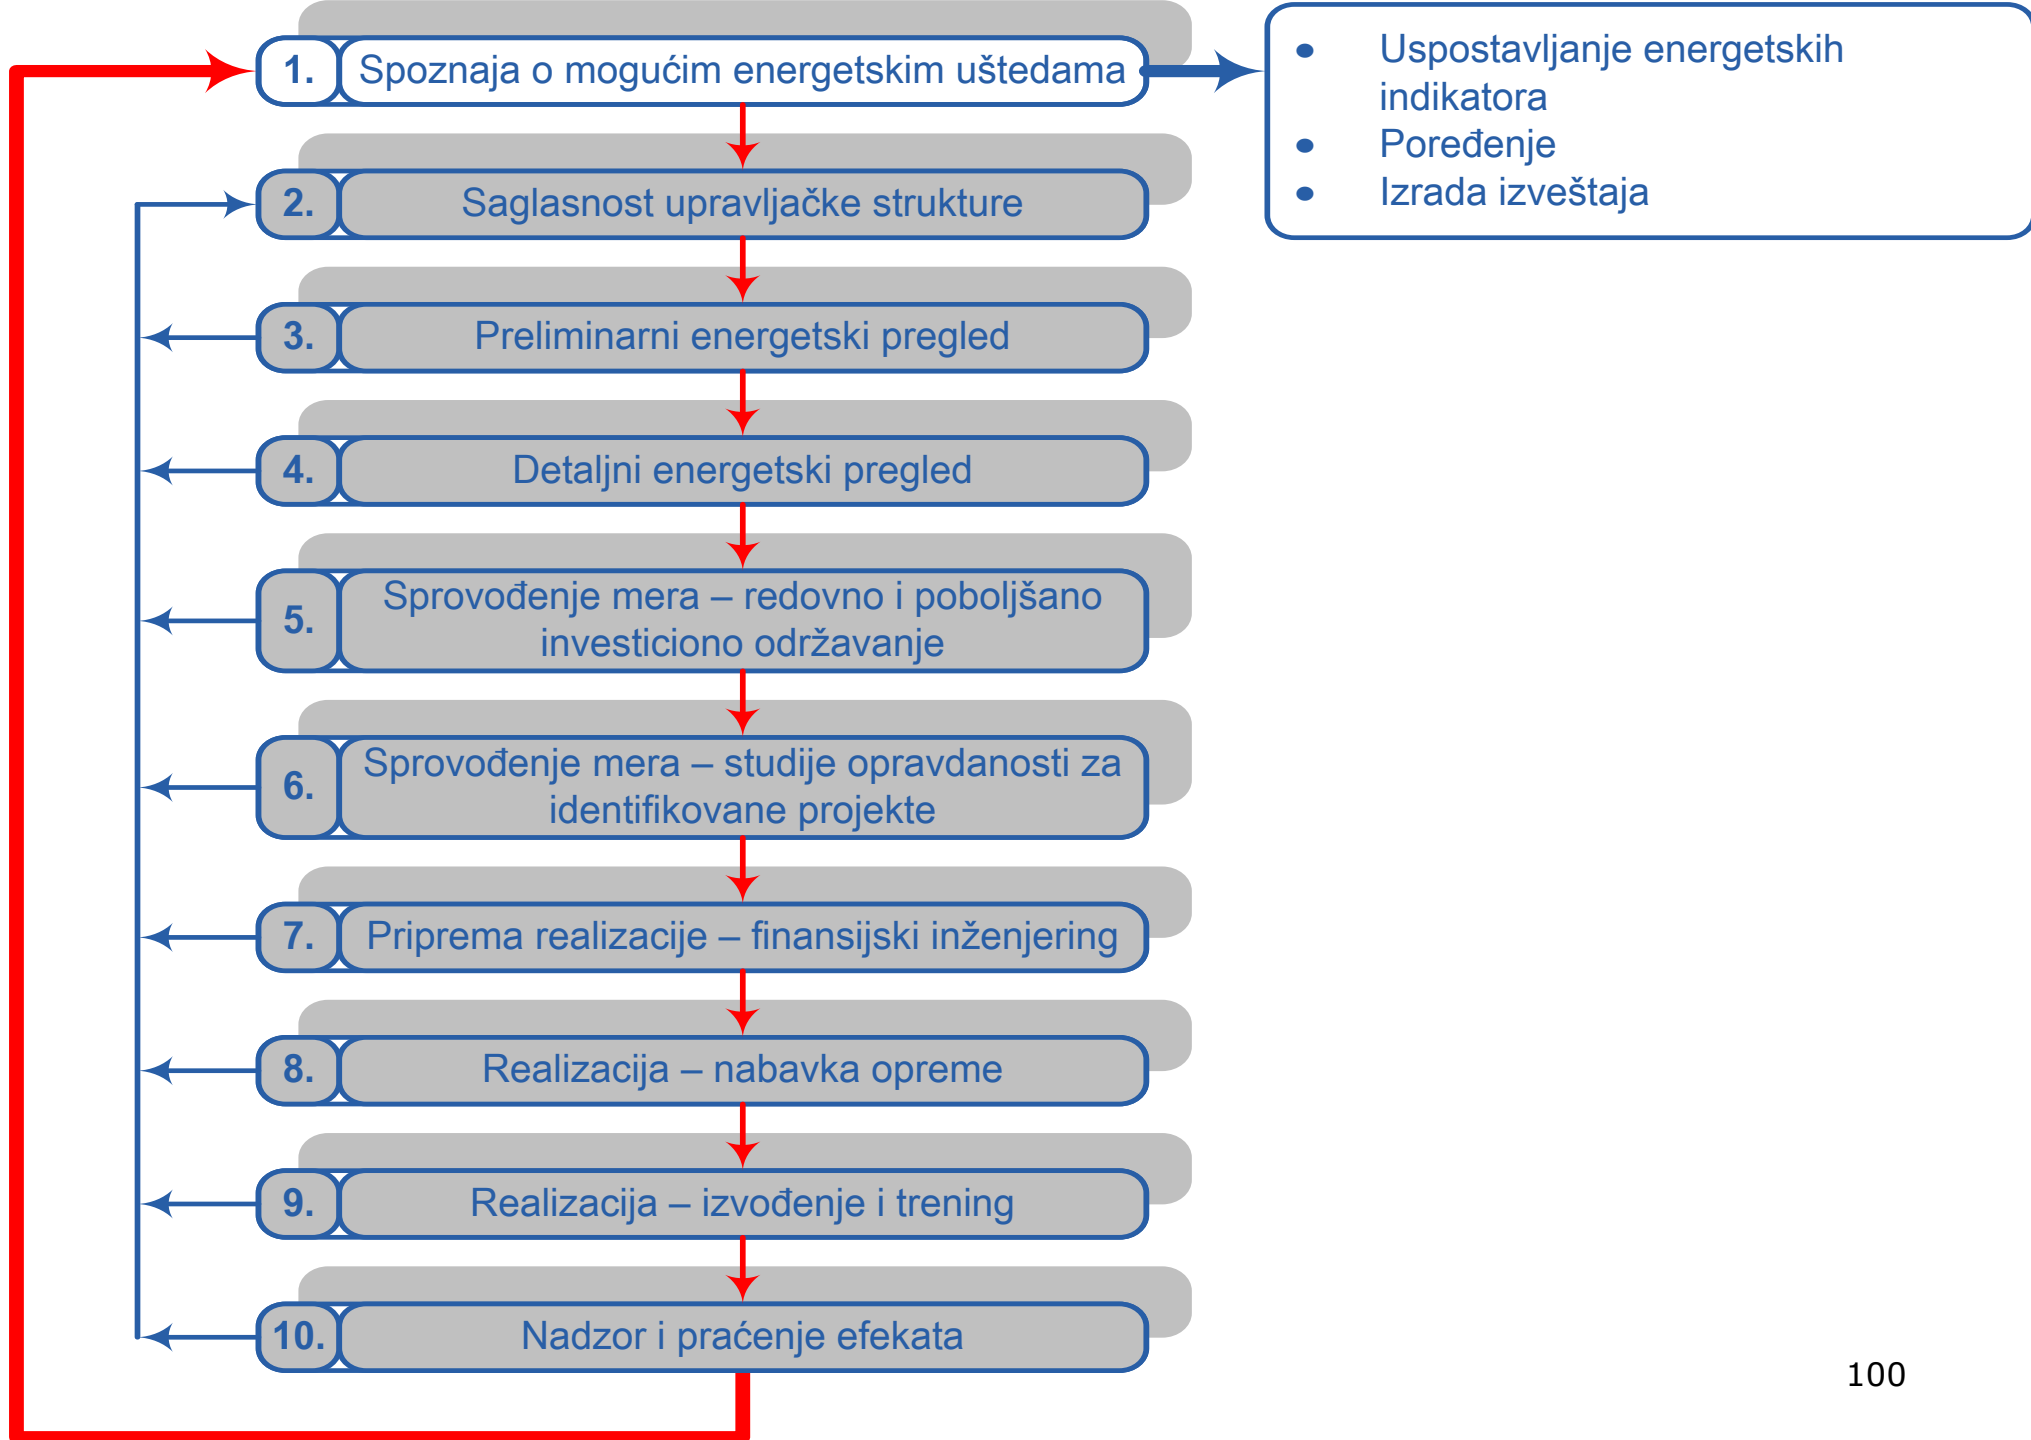 1. Spoznaja o mogućim energetskim uštedama
• Uspostavljanje energetskih
indikatora
• Poređenje
• Izrada izveštaja
2. Saglasnost upravljačke strukture
3. Preliminarni energetski pregled
4. Detaljni energetski pregled
5. Sprovođenje mera – redovno i poboljšano
investiciono održavanje
6. Sprovođenje mera – studije opravdanosti za
identifikovane projekte
7. Priprema realizacije – finansijski inženjering
8. Realizacija – nabavka opreme
9. Realizacija – izvođenje i trening
10. Nadzor i praćenje efekata
100